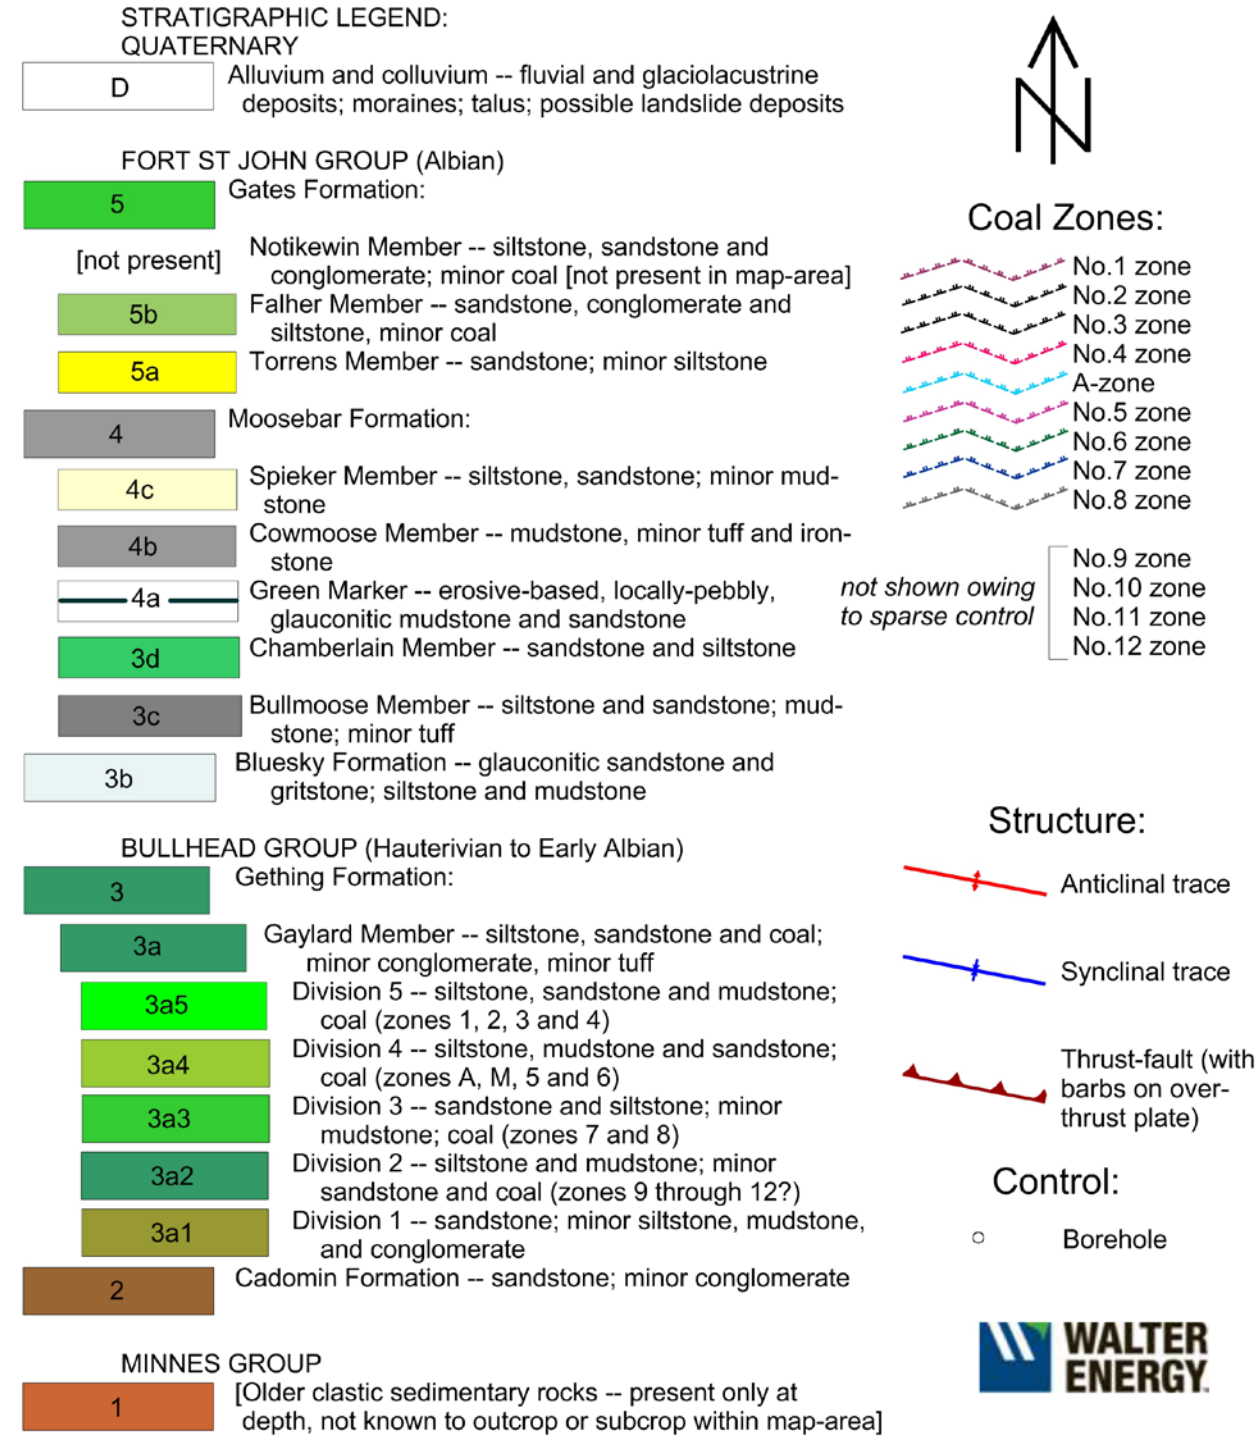 STRATIGRAPHIC LEGEND:
QUATERNARY
D
Alluvium and colluvium -- fluvial and glaciolacustrine
deposits; moraines; talus; possible landslide deposits
FORT ST JOHN GROUP (Albian)
5
Gates Formation:
[not present]
Notikewin Member -- siltstone, sandstone and
conglomerate; minor coal [not present in map-area]
5b
Falher Member -- sandstone, conglomerate and
siltstone, minor coal
5a
Torrens Member -- sandstone; minor siltstone
4
Moosebar Formation:
4c
Spieker Member -- siltstone, sandstone; minor mud-
stone
4b
Cowmoose Member -- mudstone, minor tuff and iron-
stone
4a
Green Marker -- erosive-based, locally-pebbly,
glauconitic mudstone and sandstone
3d
Chamberlain Member -- sandstone and siltstone
3c
Bullmoose Member -- siltstone and sandstone; mud-
stone; minor tuff
3b
Bluesky Formation -- glauconitic sandstone and
gritstone; siltstone and mudstone
BULLHEAD GROUP (Hauterivian to Early Albian)
3
Gething Formation:
3a
Gaylard Member -- siltstone, sandstone and coal;
minor conglomerate, minor tuff
3a5
Division 5 -- siltstone, sandstone and mudstone;
coal (zones 1, 2, 3 and 4)
3a4
Division 4 -- siltstone, mudstone and sandstone;
coal (zones A, M, 5 and 6)
3a3
Division 3 -- sandstone and siltstone; minor
mudstone; coal (zones 7 and 8)
3a2
Division 2 -- siltstone and mudstone; minor
sandstone and coal (zones 9 through 12?)
3a1
Division 1 -- sandstone; minor siltstone, mudstone,
and conglomerate
2
Cadomin Formation -- sandstone; minor conglomerate
MINNES GROUP
1
[Older clastic sedimentary rocks -- present only at
depth, not known to outcrop or subcrop within map-area]
N
Coal Zones:
No.1 zone
No.2 zone
No.3 zone
No.4 zone
A-zone
No.5 zone
No.6 zone
No.7 zone
No.8 zone
not shown owing
to sparse control
No.9 zone
No.10 zone
No.11 zone
No.12 zone
Structure:
Anticlinal trace
Synclinal trace
Thrust-fault (with
barbs on over-
thrust plate)
Control:
Borehole
WALTER
ENERGY